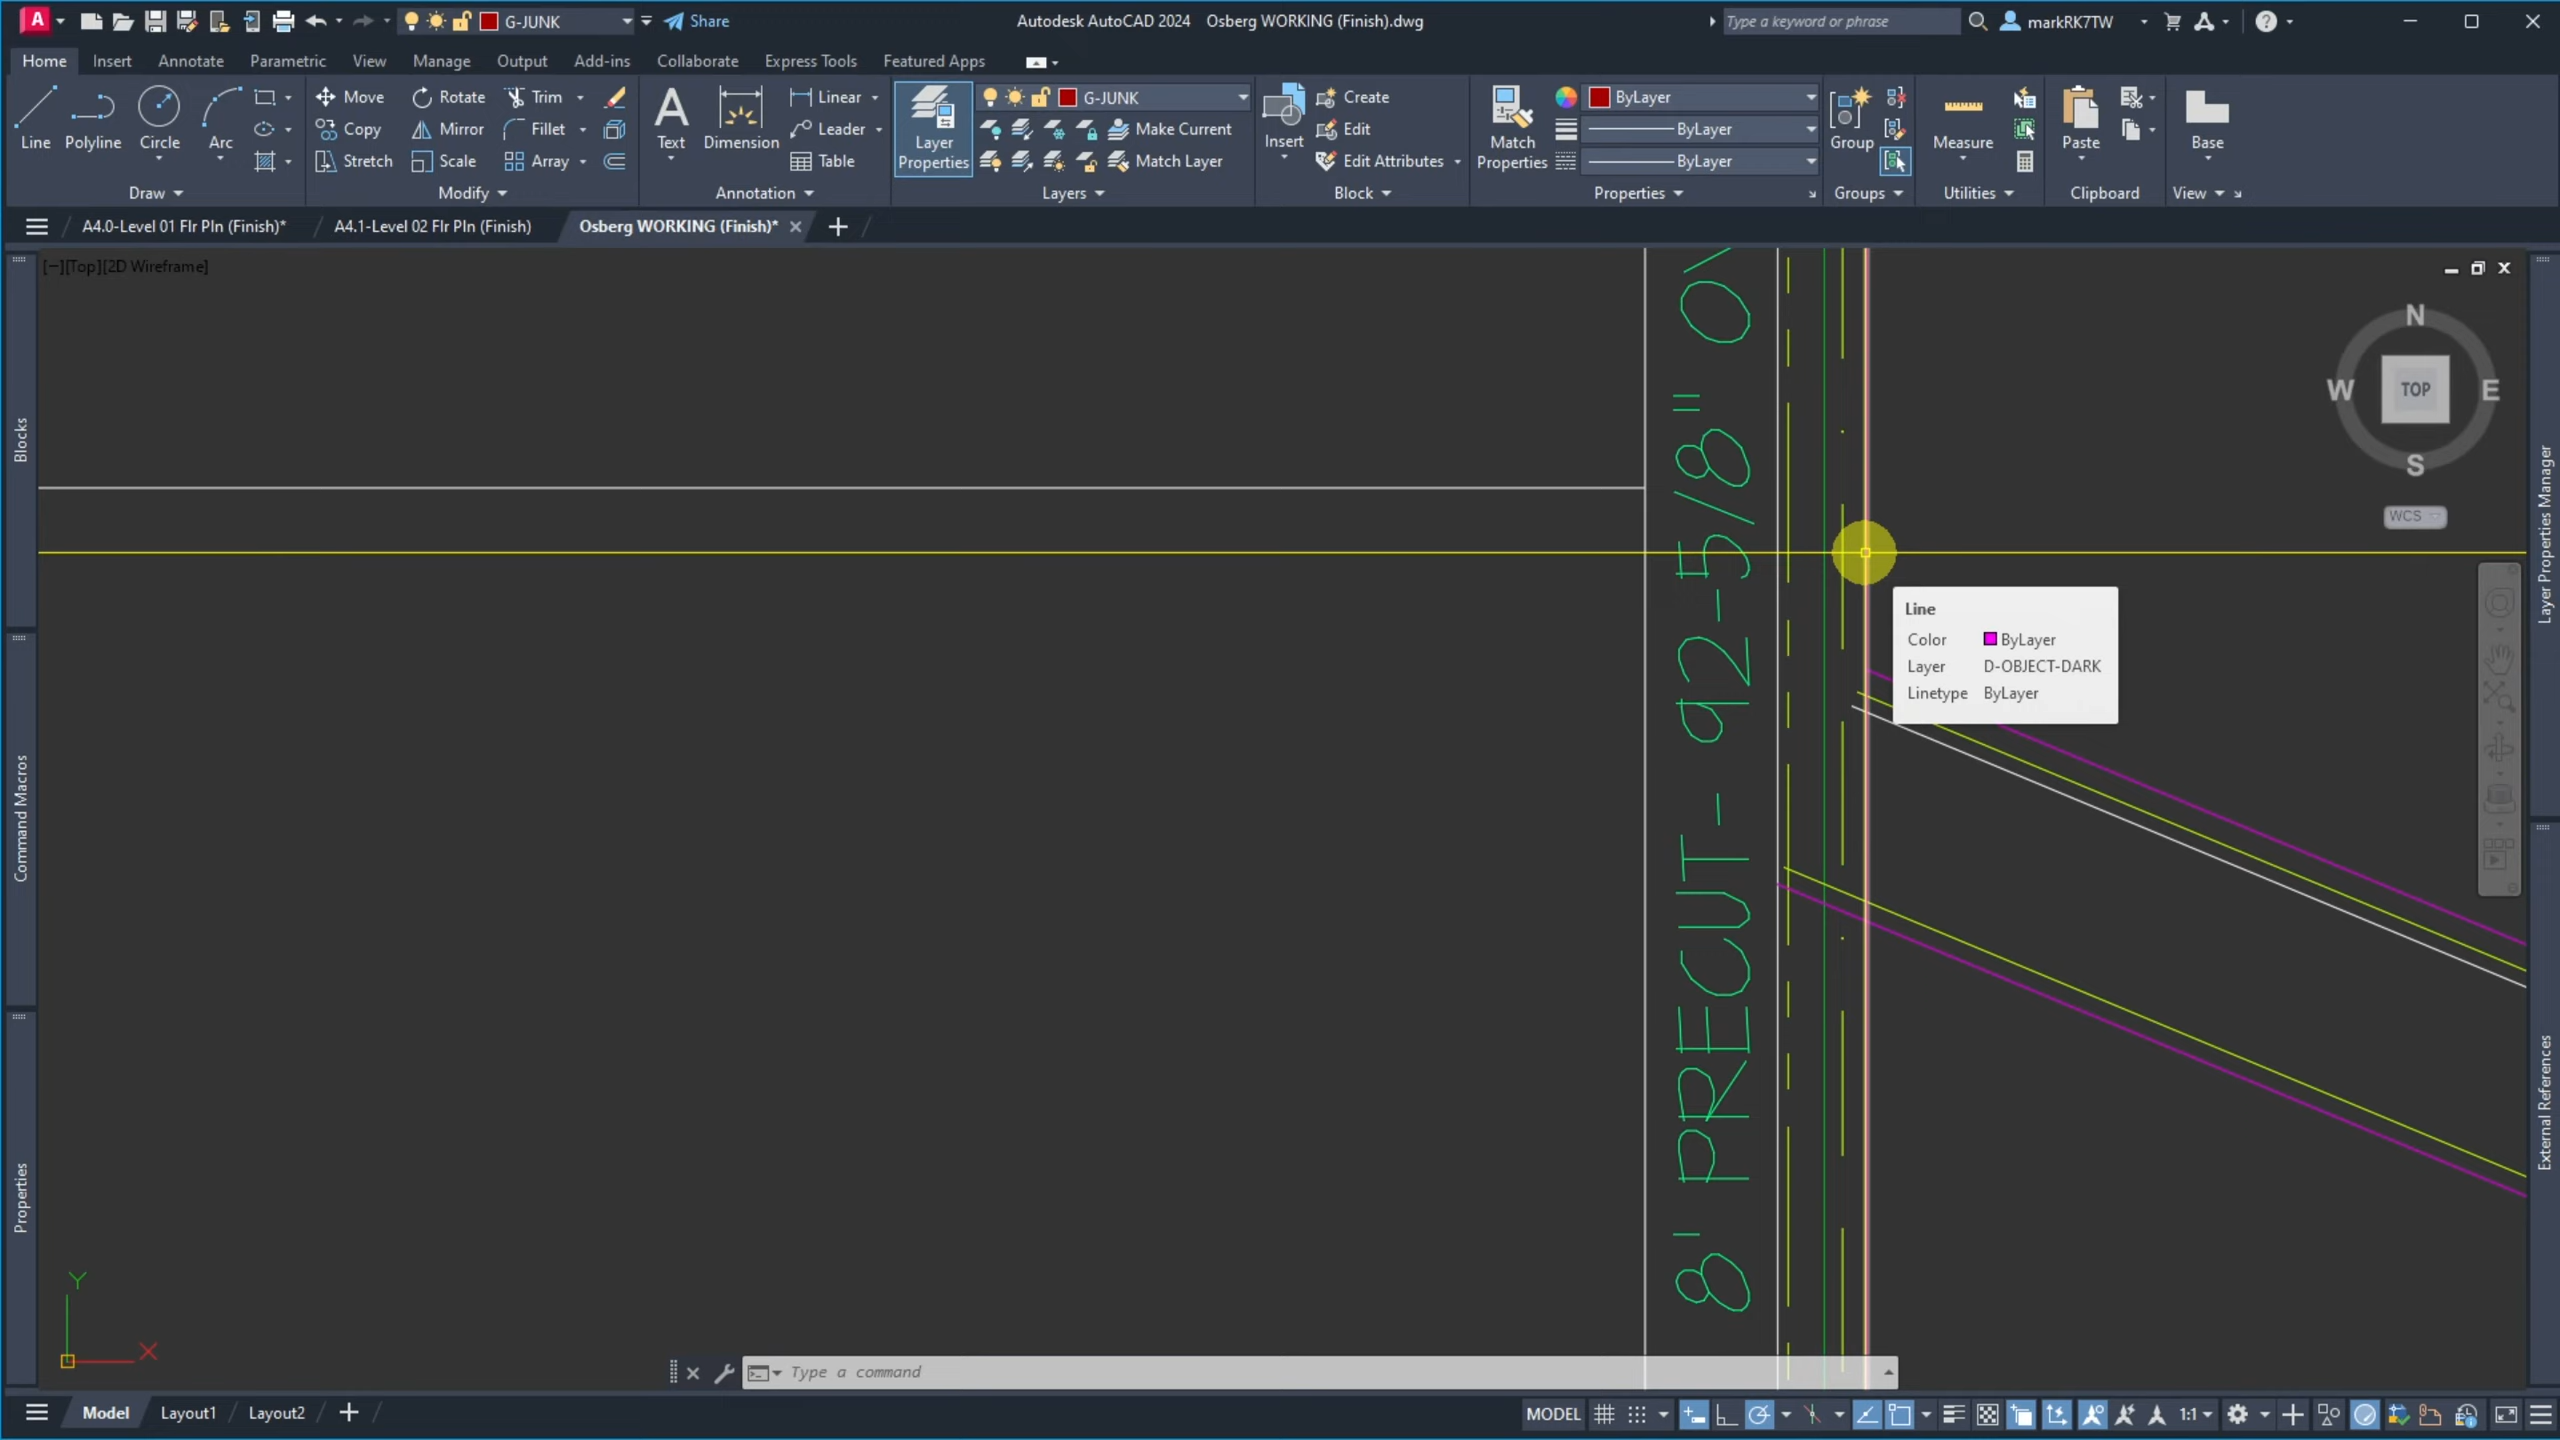 A G-JUNK Share Autodesk AutoCAD 2024 Osberg WORKING (Finish).dwg Type a keyword or phrase markRK7TW
Home Insert Annotate Parametric View Manage Output Add-ins Collaborate Express Tools Featured Apps
Line Polyline Circle Arc
Move Rotate Trim
Copy Mirror Fillet
Stretch Scale Array
Text Dimension
Linear
Leader
Table
Layer Properties
G-JUNK
Make Current
Match Layer
Insert
Create
Edit
Edit Attributes
Match Properties
ByLayer
ByLayer
ByLayer
Group
Measure
Paste
Base
Draw Modify Annotation Layers Block Properties Groups Utilities Clipboard View
A4.0-Level 01 Flr Pln (Finish)* A4.1-Level 02 Flr Pln (Finish) Osberg WORKING (Finish)*
[−][Top][2D Wireframe]
Blocks
Command Macros
Properties
8' PRECUT- 92-5/8"
N
W TOP E
S
WCS
Layer Properties Manager
External References
Line
Color ByLayer
Layer D-OBJECT-DARK
Linetype ByLayer
Y
X
Type a command
Model Layout1 Layout2 MODEL 1:1